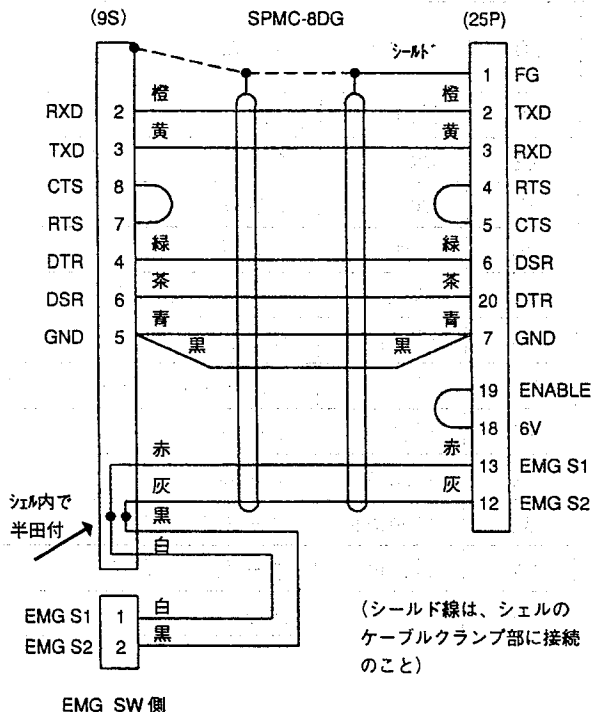 (9S) SPMC-8DG (25P)
ｼｰﾙﾄﾞ
1 FG
橙 橙
RXD 2 2 TXD
黄 黄
TXD 3 3 RXD
CTS 8 4 RTS
RTS 7 5 CTS
緑 緑
DTR 4 6 DSR
茶 茶
DSR 6 20 DTR
青 青
GND 5 7 GND
黒 黒
19 ENABLE
18 6V
赤 赤
13 EMG S1
灰 灰
12 EMG S2
ｼｪﾙ内で
半田付
黒
白
EMG S1 1 白
EMG S2 2 黒
(シールド線は、シェルの
ケーブルクランプ部に接続
のこと)
EMG SW 側